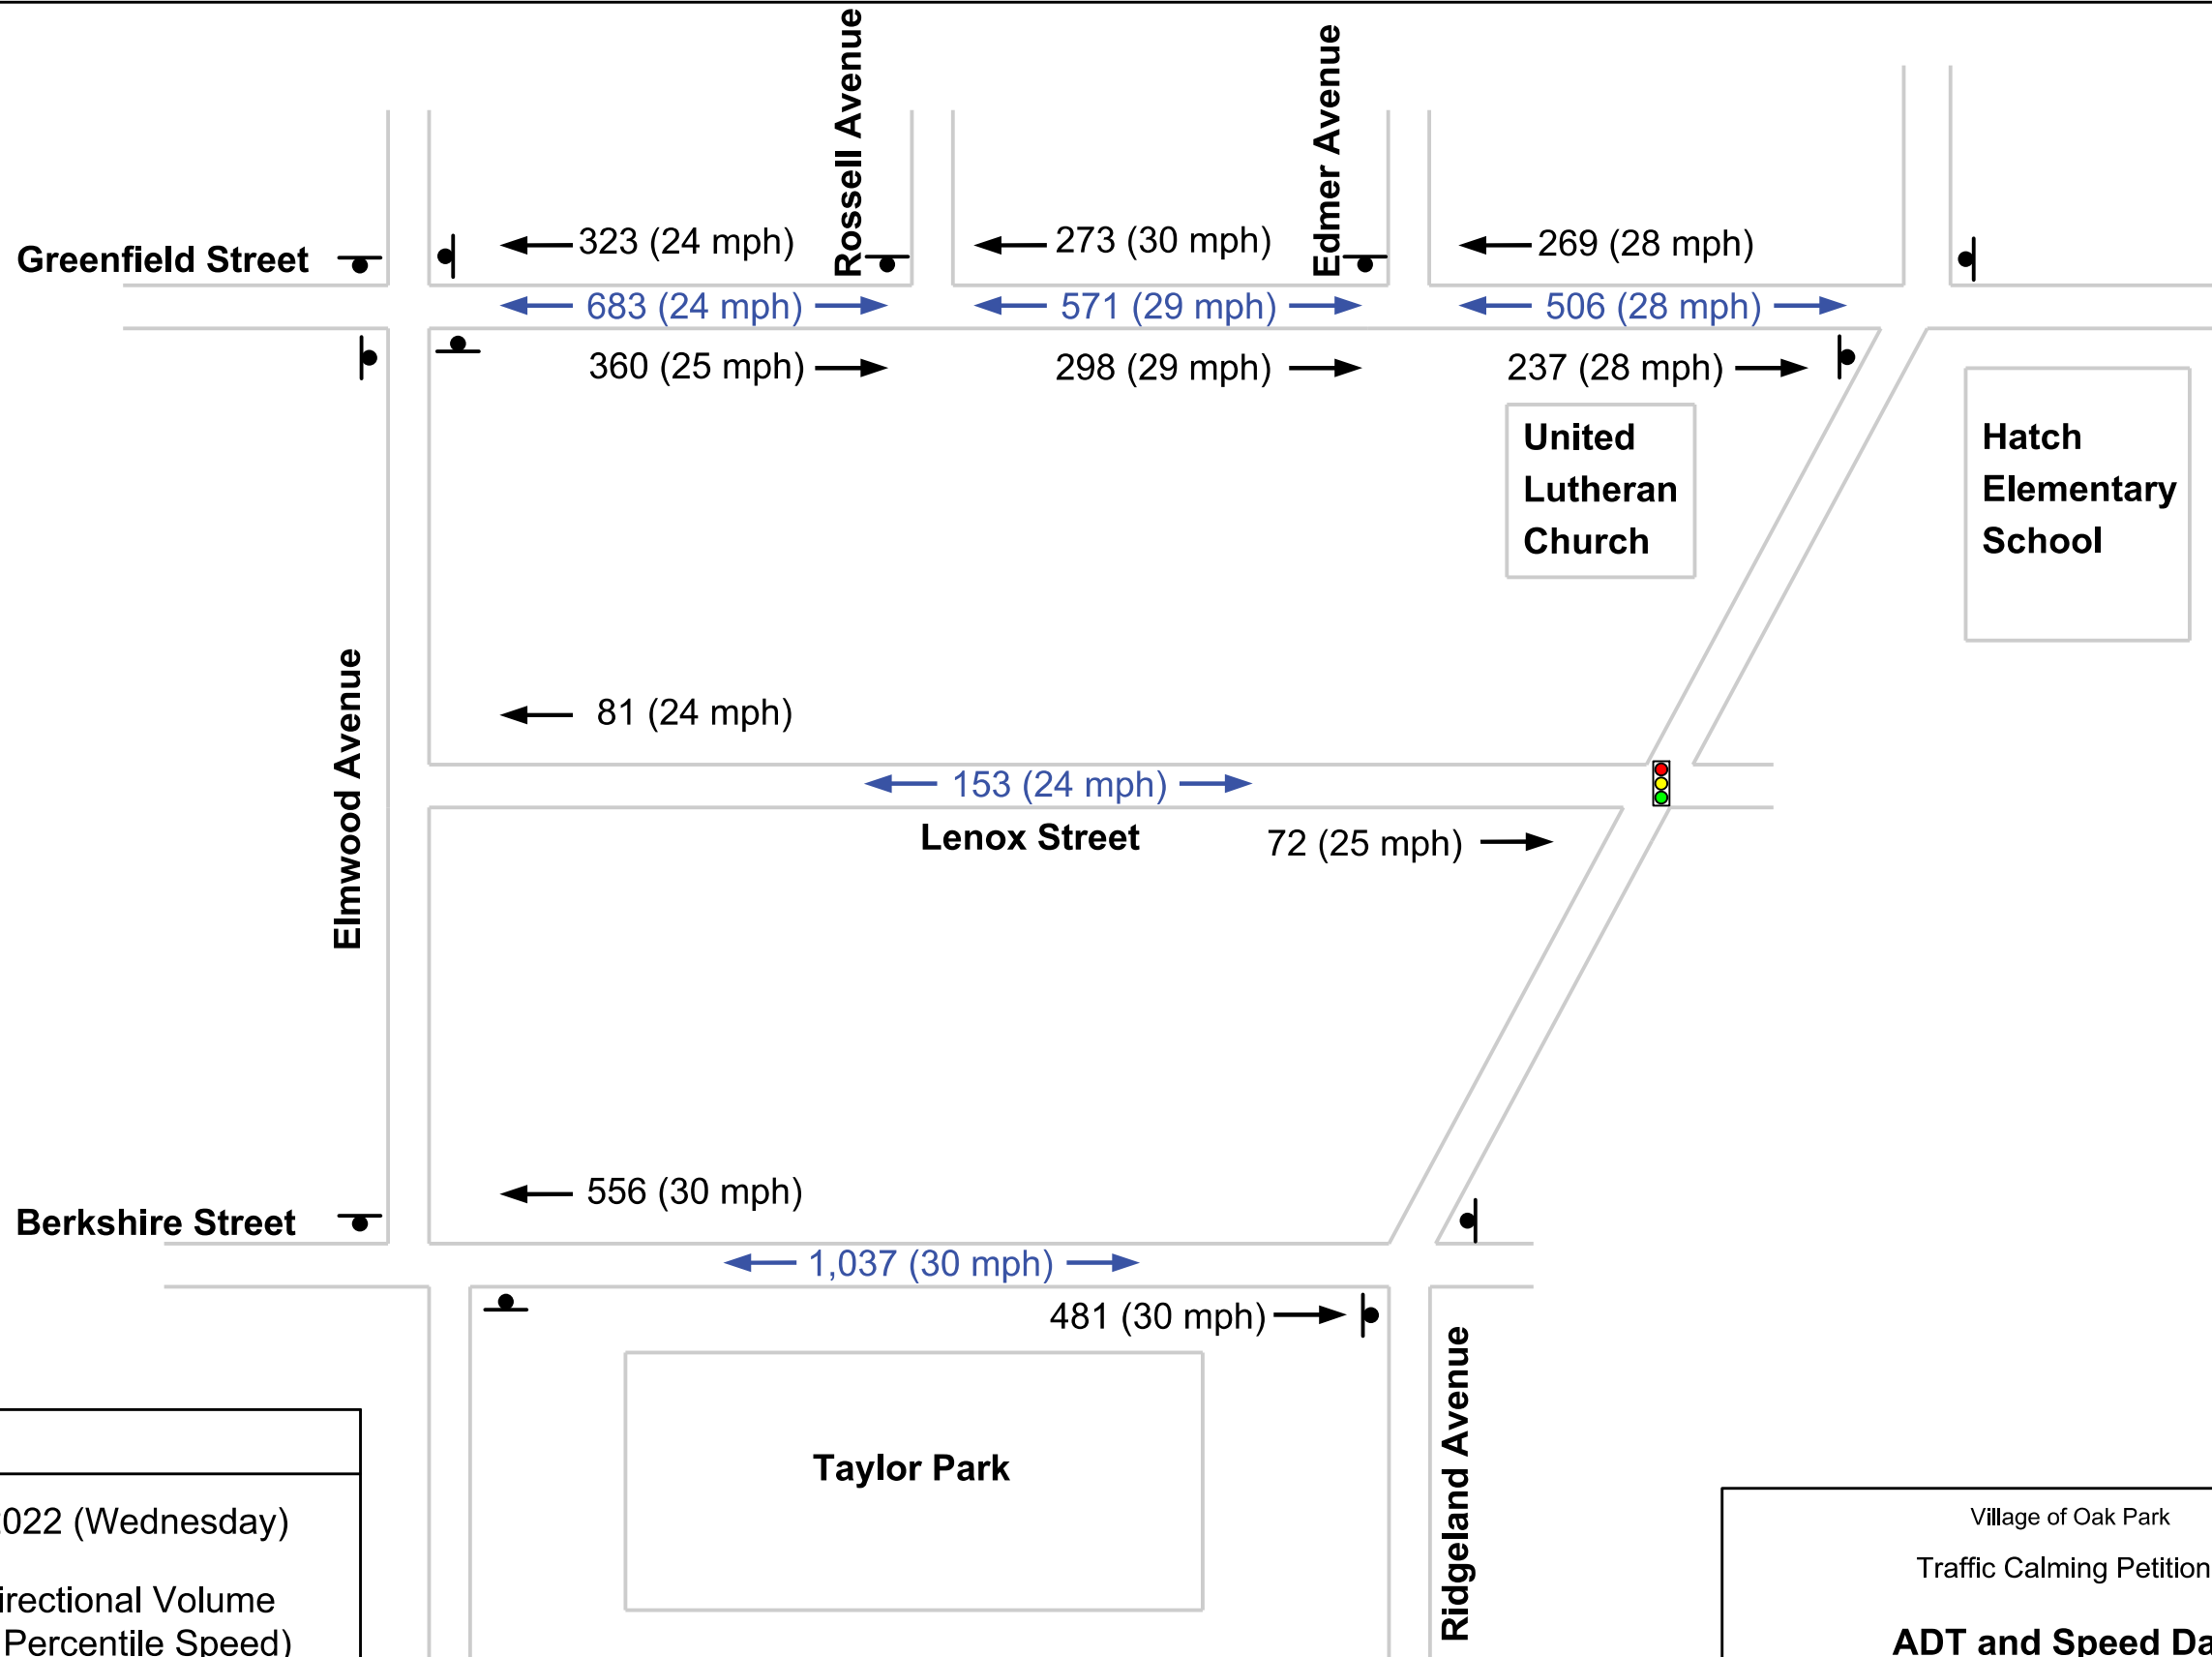 Rossell Avenue
Edmer Avenue
323 (24 mph)
273 (30 mph)
269 (28 mph)
Greenfield Street
683 (24 mph)
571 (29 mph)
506 (28 mph)
360 (25 mph)
298 (29 mph)
237 (28 mph)
United
Lutheran
Church
Hatch
Elementary
School
Elmwood Avenue
81 (24 mph)
153 (24 mph)
Lenox Street
72 (25 mph)
556 (30 mph)
Berkshire Street
1,037 (30 mph)
481 (30 mph)
Ridgeland Avenue
Taylor Park
022 (Wednesday)
irectional Volume
Percentile Speed)
Village of Oak Park
Traffic Calming Petition
ADT and Speed Da